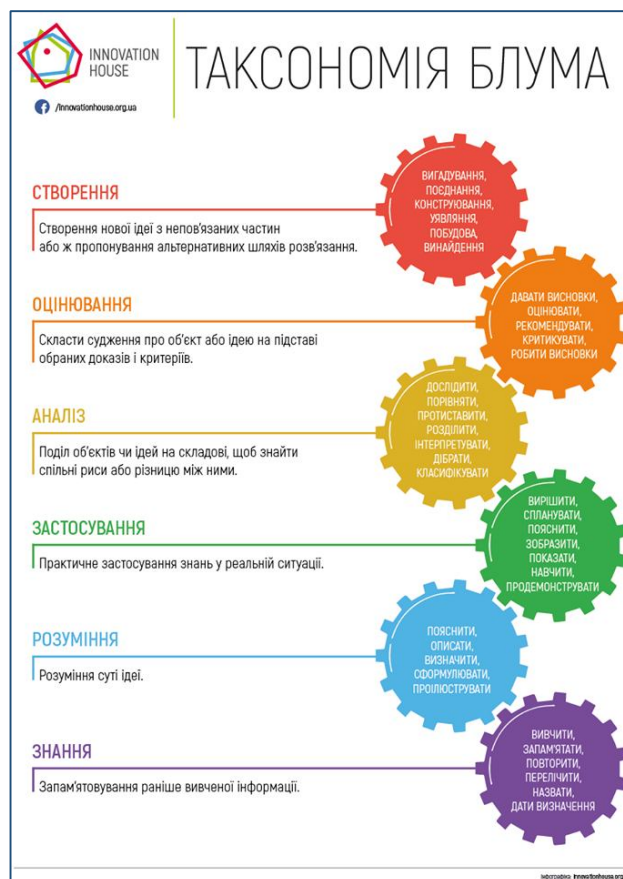 INNOVATION
HOUSE
/innovationhouse.org.ua
ТАКСОНОМІЯ БЛУМА
СТВОРЕННЯ
Створення нової ідеї з непов'язаних частин
або ж пропонування альтернативних шляхів розв'язання.
ВИГАДУВАННЯ,
ПОЄДНАННЯ,
КОНСТРУЮВАННЯ,
УЯВЛЯННЯ,
ПОБУДОВА,
ВИНАЙДЕННЯ
ОЦІНЮВАННЯ
Скласти судження про об'єкт або ідею на підставі
обраних доказів і критеріїв.
ДАВАТИ ВИСНОВКИ,
ОЦІНЮВАТИ,
РЕКОМЕНДУВАТИ,
КРИТИКУВАТИ,
РОБИТИ ВИСНОВКИ
АНАЛІЗ
Поділ об'єктів чи ідей на складові, щоб знайти
спільні риси або різницю між ними.
ДОСЛІДИТИ,
ПОРІВНЯТИ,
ПРОТИСТАВИТИ,
РОЗДІЛИТИ,
ІНТЕРПРЕТУВАТИ,
ДІБРАТИ,
КЛАСИФІКУВАТИ
ЗАСТОСУВАННЯ
Практичне застосування знань у реальній ситуації.
ВИРІШИТИ,
СПЛАНУВАТИ,
ПОЯСНИТИ,
ЗОБРАЗИТИ,
ПОКАЗАТИ,
НАВЧИТИ,
ПРОДЕМОНСТРУВАТИ
РОЗУМІННЯ
Розуміння суті ідеї.
ПОЯСНИТИ,
ОПИСАТИ,
ВИЗНАЧИТИ,
СФОРМУЛЮВАТИ,
ПРОІЛЮСТРУВАТИ
ЗНАННЯ
Запам'ятовування раніше вивченої інформації.
ВИВЧИТИ,
ЗАПАМ'ЯТАТИ,
ПОВТОРИТИ,
ПЕРЕЛІЧИТИ,
НАЗВАТИ,
ДАТИ ВИЗНАЧЕННЯ
Інфографіка: innovationhouse.org